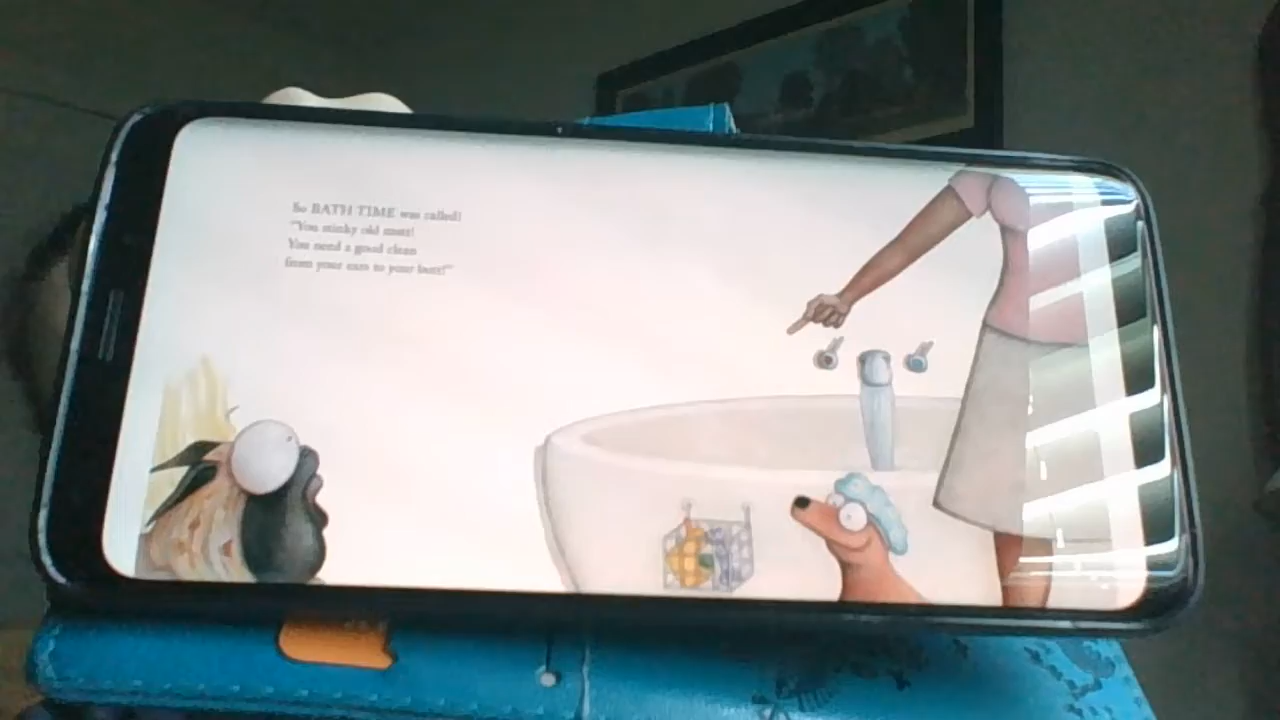 So BATH TIME was called!
"You stinky old mutt!
You need a good clean
from your ears to your butt!"